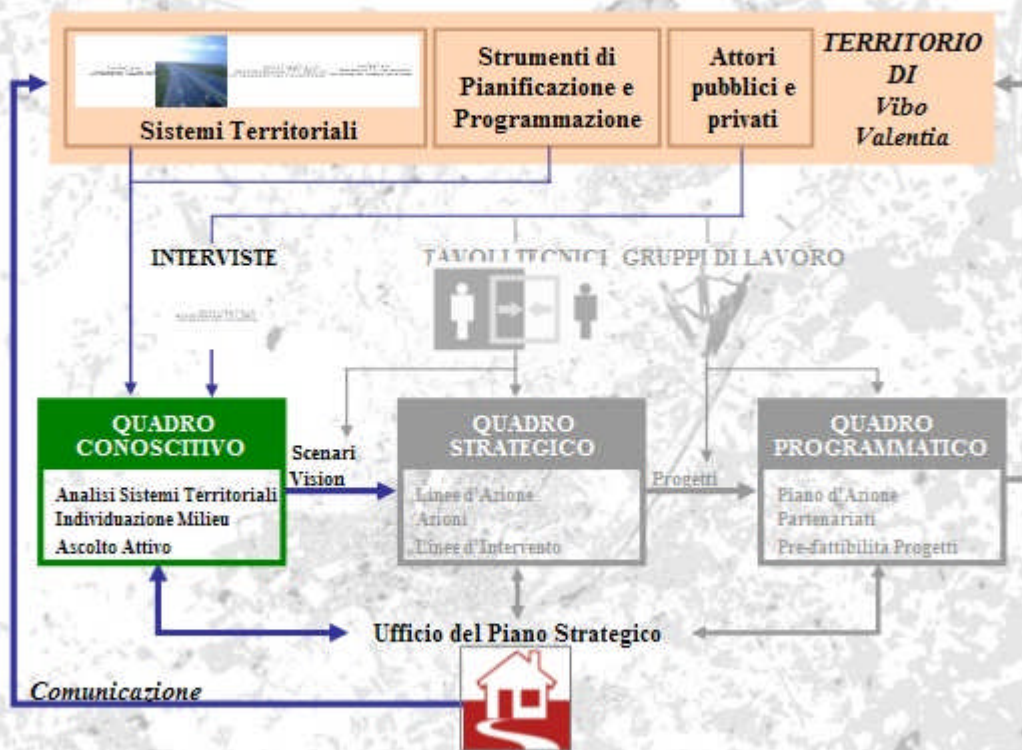 Sistemi Territoriali
Strumenti di
Pianificazione e
Programmazione
Attori
pubblici e
privati
TERRITORIO
DI
Vibo
Valentia
INTERVISTE
TAVOLI TECNICI
GRUPPI DI LAVORO
QUADRO
CONOSCITIVO
Analisi Sistemi Territoriali
Individuazione Milieu
Ascolto Attivo
Scenari
Vision
QUADRO
STRATEGICO
Linee d'Azione
Azioni
Linee d'Intervento
Progetti
QUADRO
PROGRAMMATICO
Piano d'Azione
Partenariati
Pre-fattibilità Progetti
Ufficio del Piano Strategico
Comunicazione